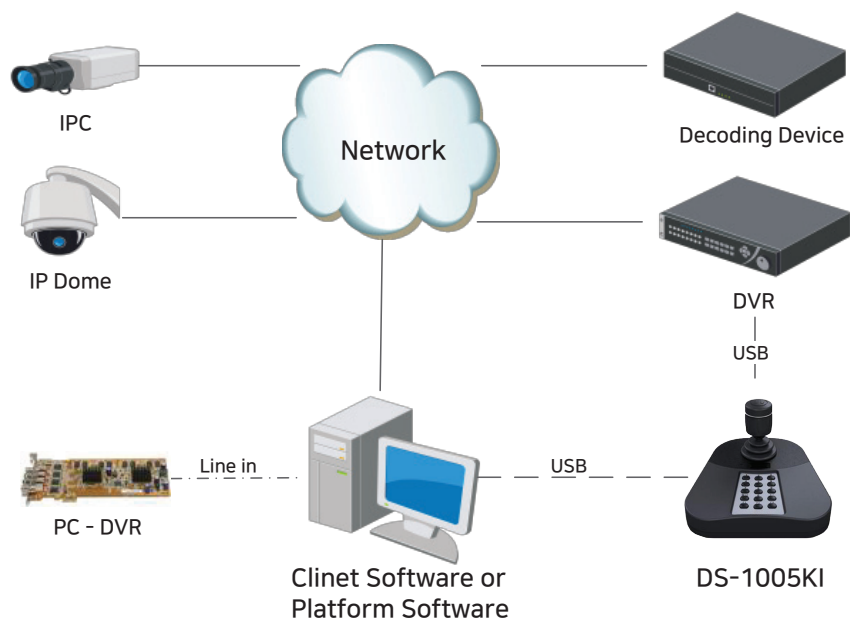 IPC
Network
Decoding Device
IP Dome
DVR
USB
Line in
USB
PC - DVR
Clinet Software or
Platform Software
DS-1005KI